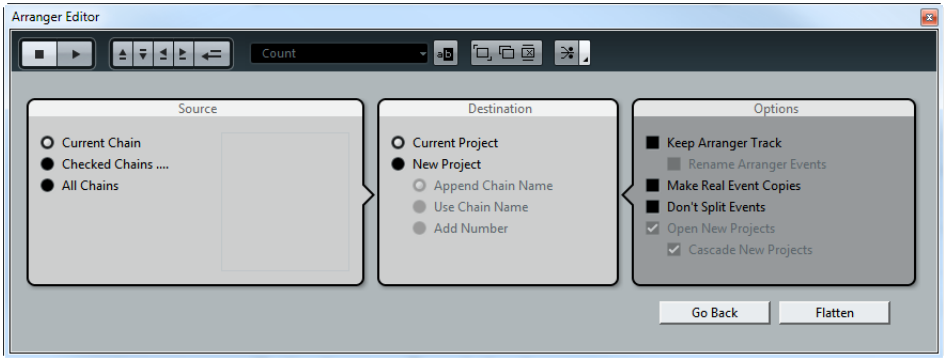 Arranger Editor
Count
ab
Source
Current Chain
Checked Chains ....
All Chains
Destination
Current Project
New Project
Append Chain Name
Use Chain Name
Add Number
Options
Keep Arranger Track
Rename Arranger Events
Make Real Event Copies
Don't Split Events
Open New Projects
Cascade New Projects
Go Back
Flatten